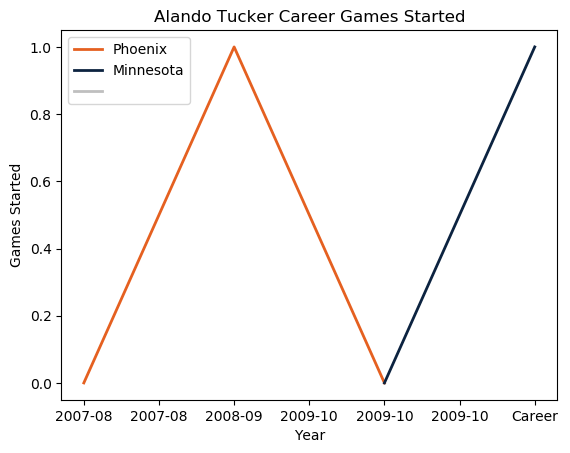 Alando Tucker Career Games Started
Phoenix
Minnesota
1.0
0.8
0.6
0.4
0.2
0.0
Games Started
2007-08 2007-08 2008-09 2009-10 2009-10 2009-10 Career
Year